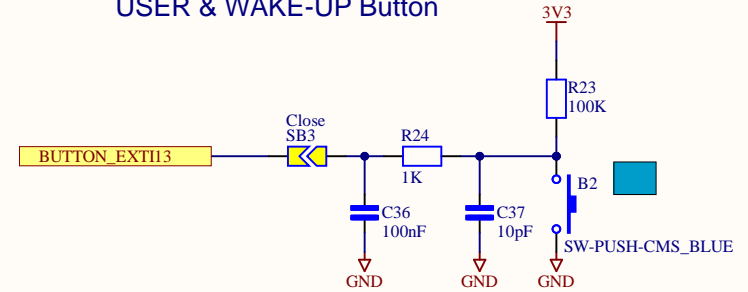 USER & WAKE-UP Button
3V3
R23
100K
Close
SB3
R24
BUTTON_EXTI13
1K
B2
C36
100nF
C37
10pF
SW-PUSH-CMS_BLUE
GND
GND
GND